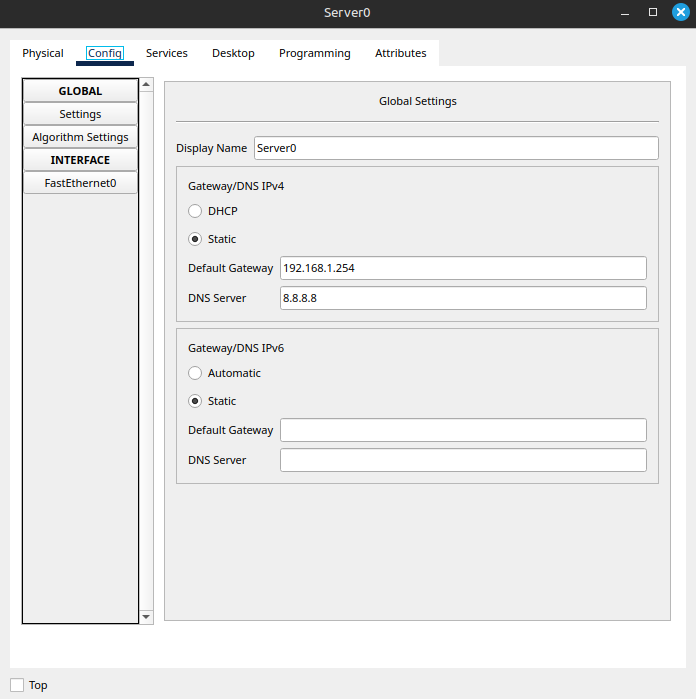 Server0
Physical Config Services Desktop Programming Attributes
GLOBAL
Settings
Algorithm Settings
INTERFACE
FastEthernet0
Global Settings
Display Name Server0
Gateway/DNS IPv4
DHCP
Static
Default Gateway 192.168.1.254
DNS Server 8.8.8.8
Gateway/DNS IPv6
Automatic
Static
Default Gateway
DNS Server
Top